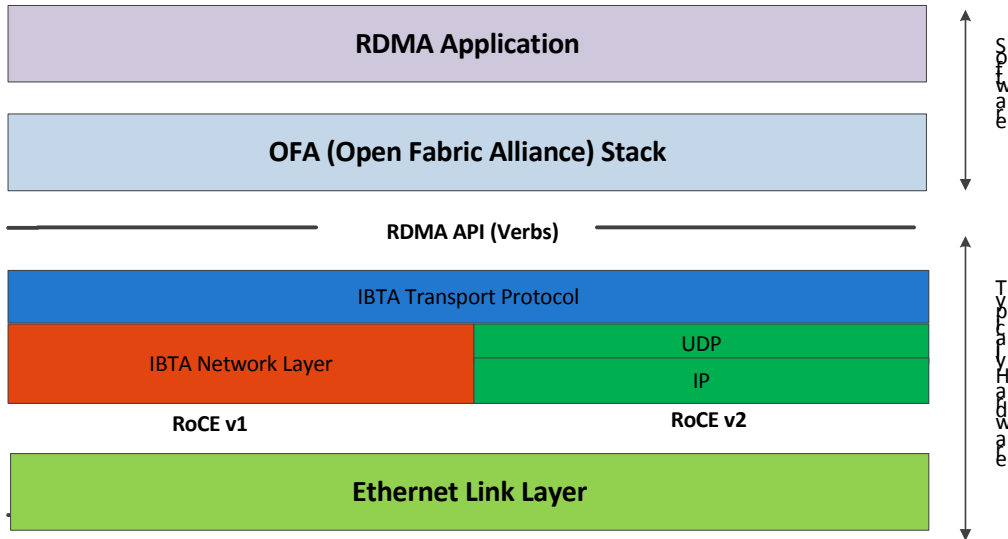 RDMA Application
Software
OFA (Open Fabric Alliance) Stack
RDMA API (Verbs)
IBTA Transport Protocol
Typically Hardware
IBTA Network Layer
UDP
IP
RoCE v1
RoCE v2
Ethernet Link Layer